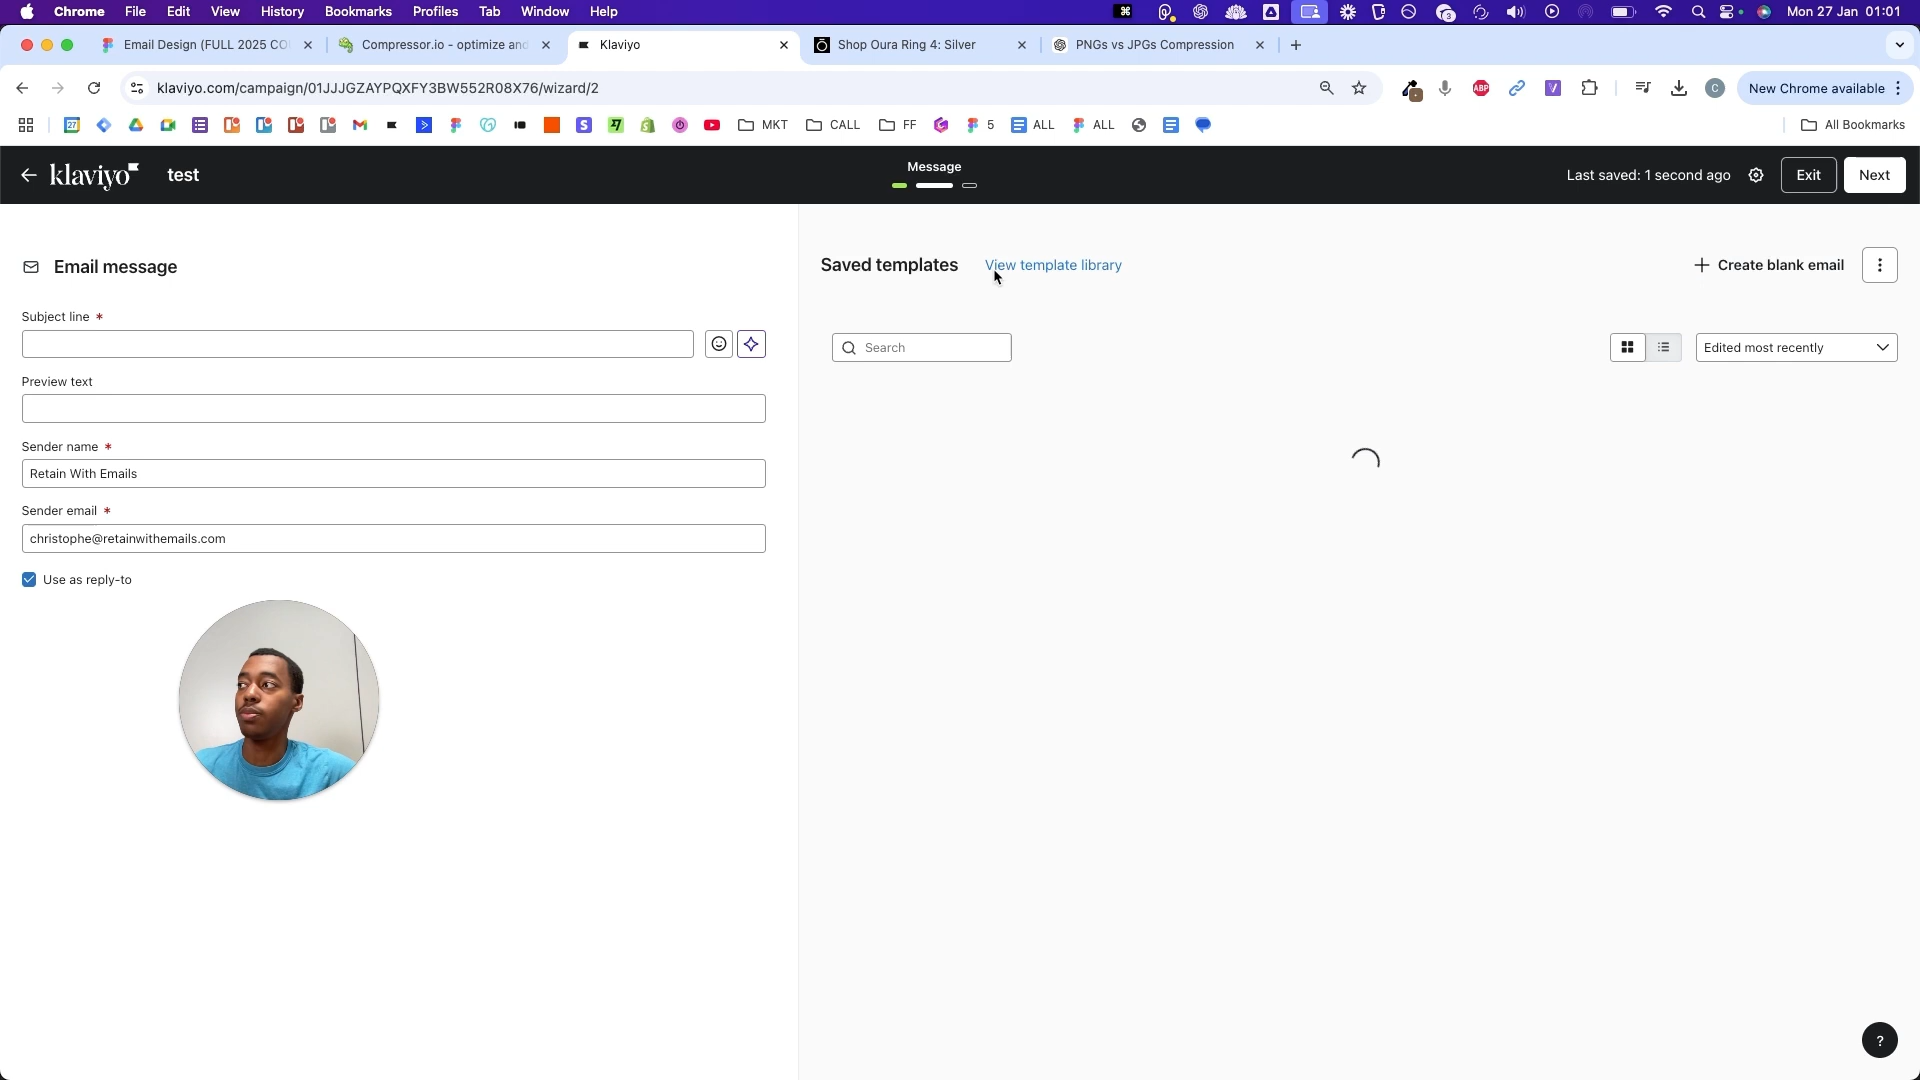 Chrome File Edit View History Bookmarks Profiles Tab Window Help
3
Mon 27 Jan 01:01
Email Design (FULL 2025 CO
Compressor.io - optimize and
Klaviyo
Shop Oura Ring 4: Silver
PNGs vs JPGs Compression
klaviyo.com/campaign/01JJJGZAYPQXFY3BW552R08X76/wizard/2
ABP
C
New Chrome available
27
MKT
CALL
FF
5
ALL
ALL
All Bookmarks
klaviyo
test
Message
Last saved: 1 second ago
Exit
Next
Email message
Subject line *
Preview text
Sender name *
Retain With Emails
Sender email *
christophe@retainwithemails.com
Use as reply-to
Saved templates
View template library
Create blank email
Search
Edited most recently
?